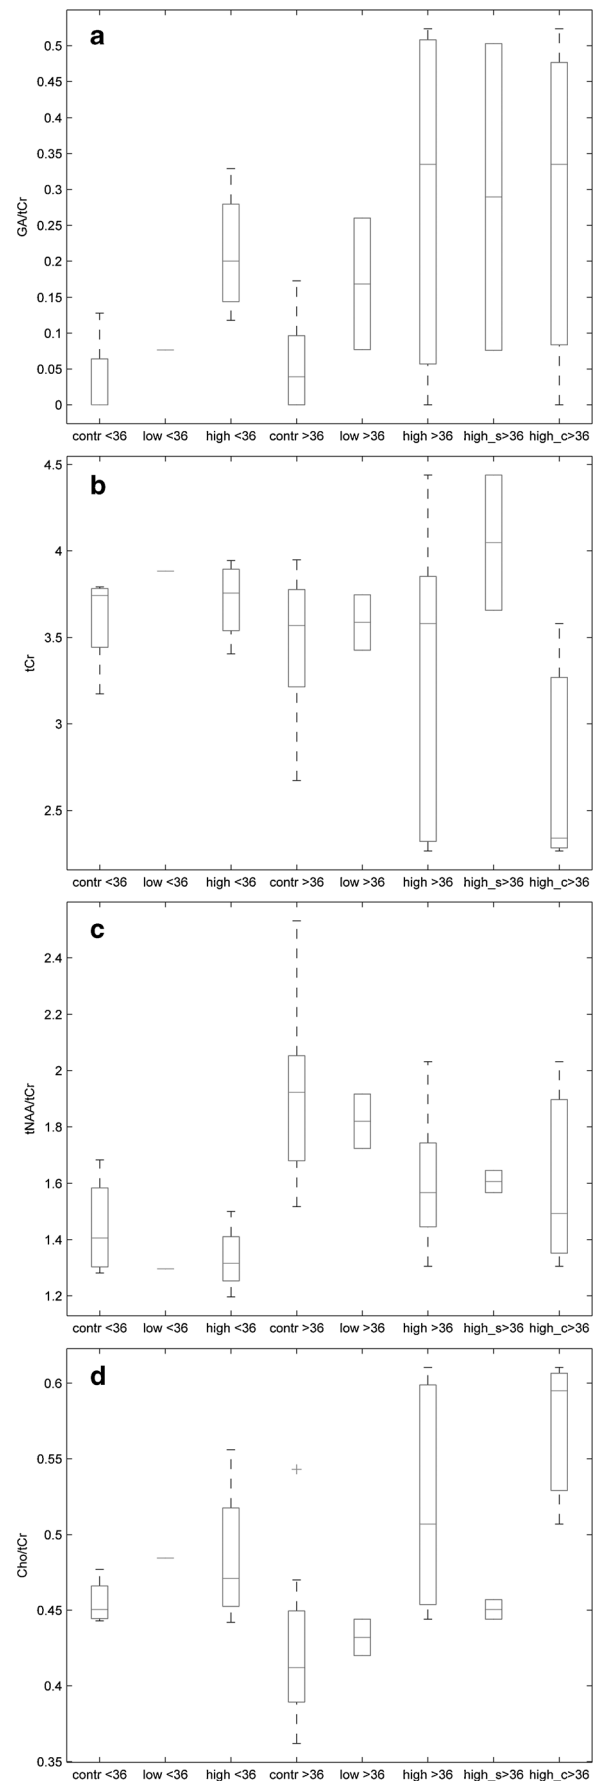 a
0.5
0.45
0.4
0.35
0.3
0.25
0.2
0.15
0.1
0.05
0
GA/tCr
contr <36 low <36 high <36 contr >36 low >36 high >36 high_s>36 high_c>36
b
4.5
4
3.5
3
2.5
tCr
contr <36 low <36 high <36 contr >36 low >36 high >36 high_s>36 high_c>36
c
2.4
2.2
2
1.8
1.6
1.4
1.2
tNAA/tCr
contr <36 low <36 high <36 contr >36 low >36 high >36 high_s>36 high_c>36
d
0.6
0.55
0.5
0.45
0.4
0.35
Cho/tCr
contr <36 low <36 high <36 contr >36 low >36 high >36 high_s>36 high_c>36